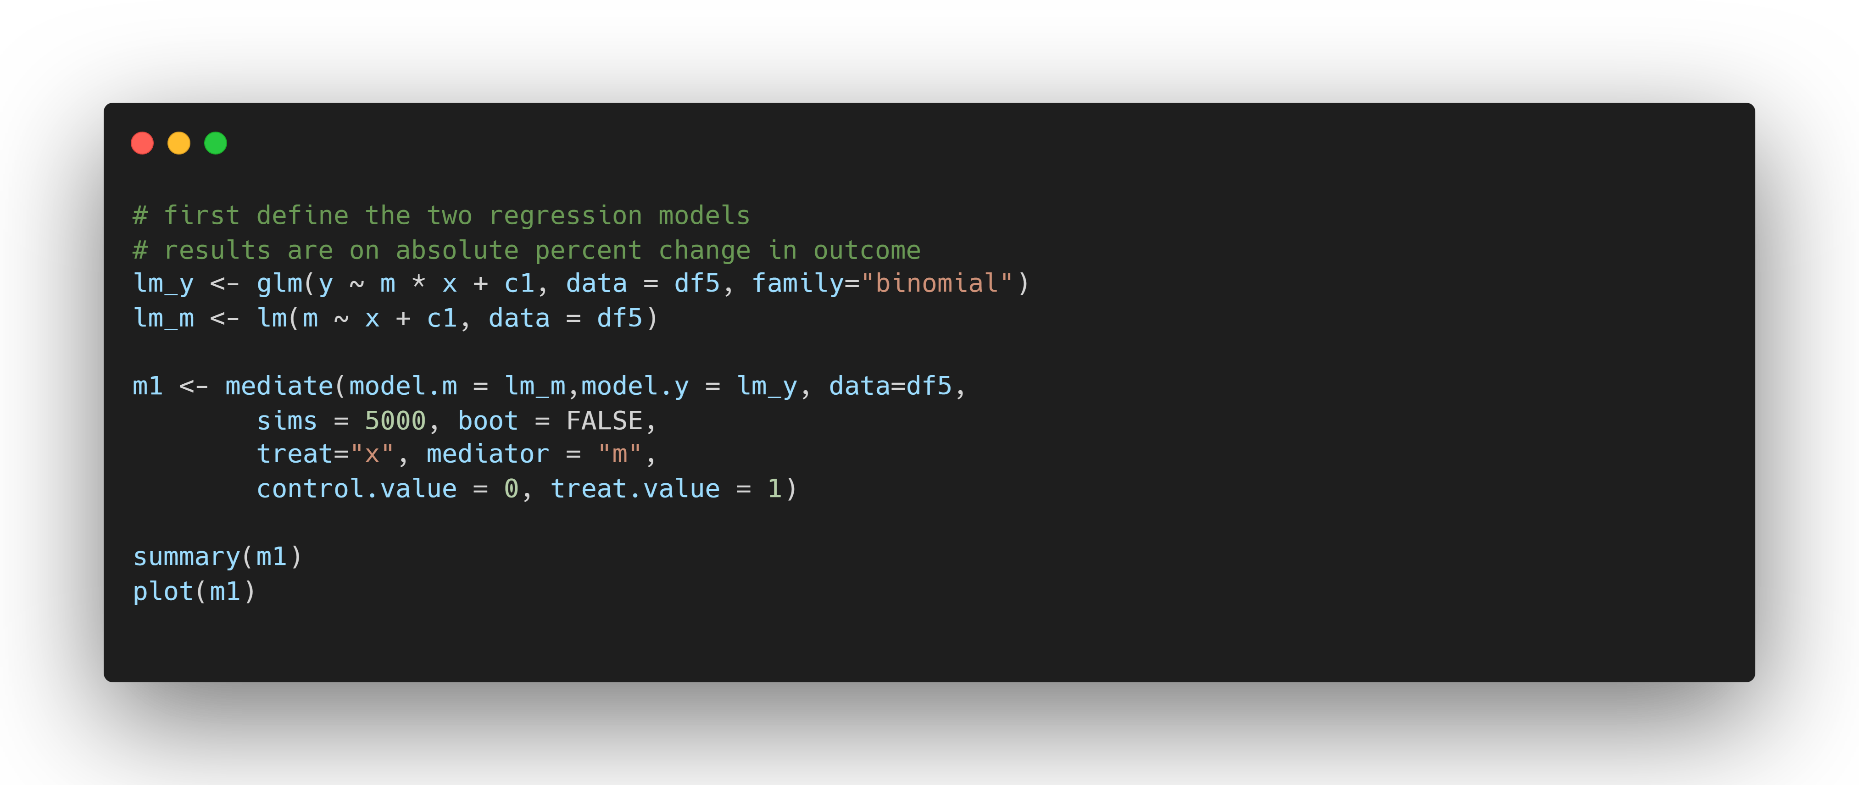 # first define the two regression models
# results are on absolute percent change in outcome
lm_y <- glm(y ~ m * x + c1, data = df5, family="binomial")
lm_m <- lm(m ~ x + c1, data = df5)
m1 <- mediate(model.m = lm_m,model.y = lm_y, data=df5,
        sims = 5000, boot = FALSE,
        treat="x", mediator = "m",
        control.value = 0, treat.value = 1)
summary(m1)
plot(m1)